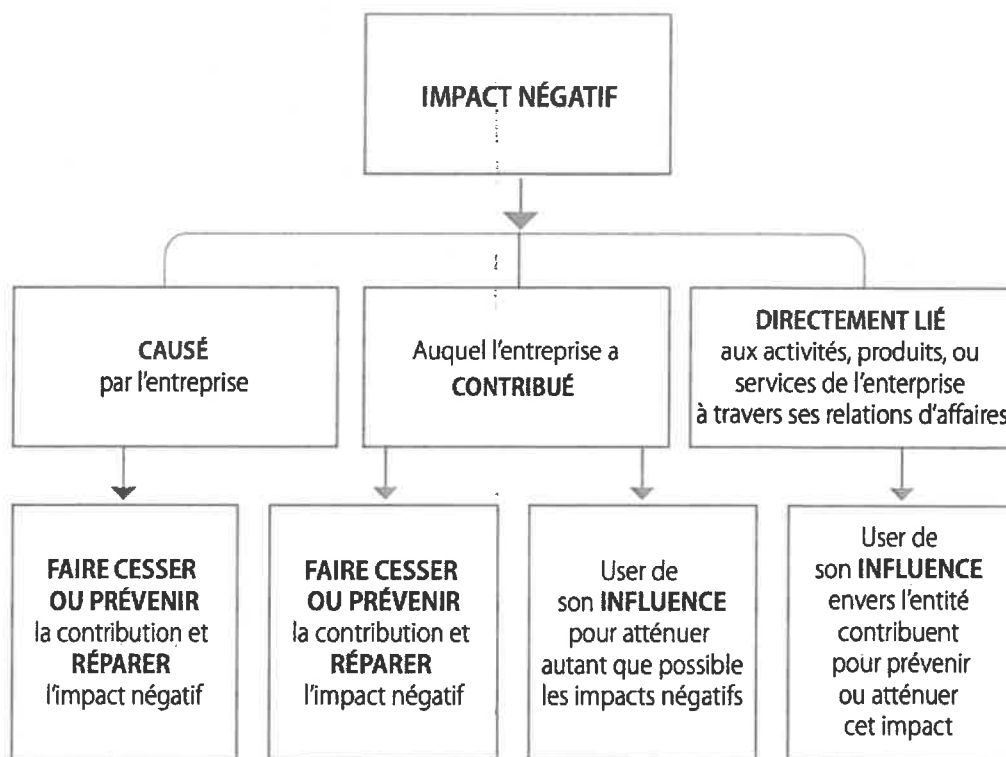 IMPACT NÉGATIF
CAUSÉ
par l'entreprise
Auquel l'entreprise a
CONTRIBUÉ
DIRECTEMENT LIÉ
aux activités, produits, ou
services de l'enterprise
à travers ses relations d'affaires
FAIRE CESSER
OU PRÉVENIR
la contribution et
RÉPARER
l'impact négatif
FAIRE CESSER
OU PRÉVENIR
la contribution et
RÉPARER
l'impact négatif
User de
son INFLUENCE
pour atténuer
autant que possible
les impacts négatifs
User de
son INFLUENCE
envers l'entité
contribuent
pour prévenir
ou atténuer
cet impact